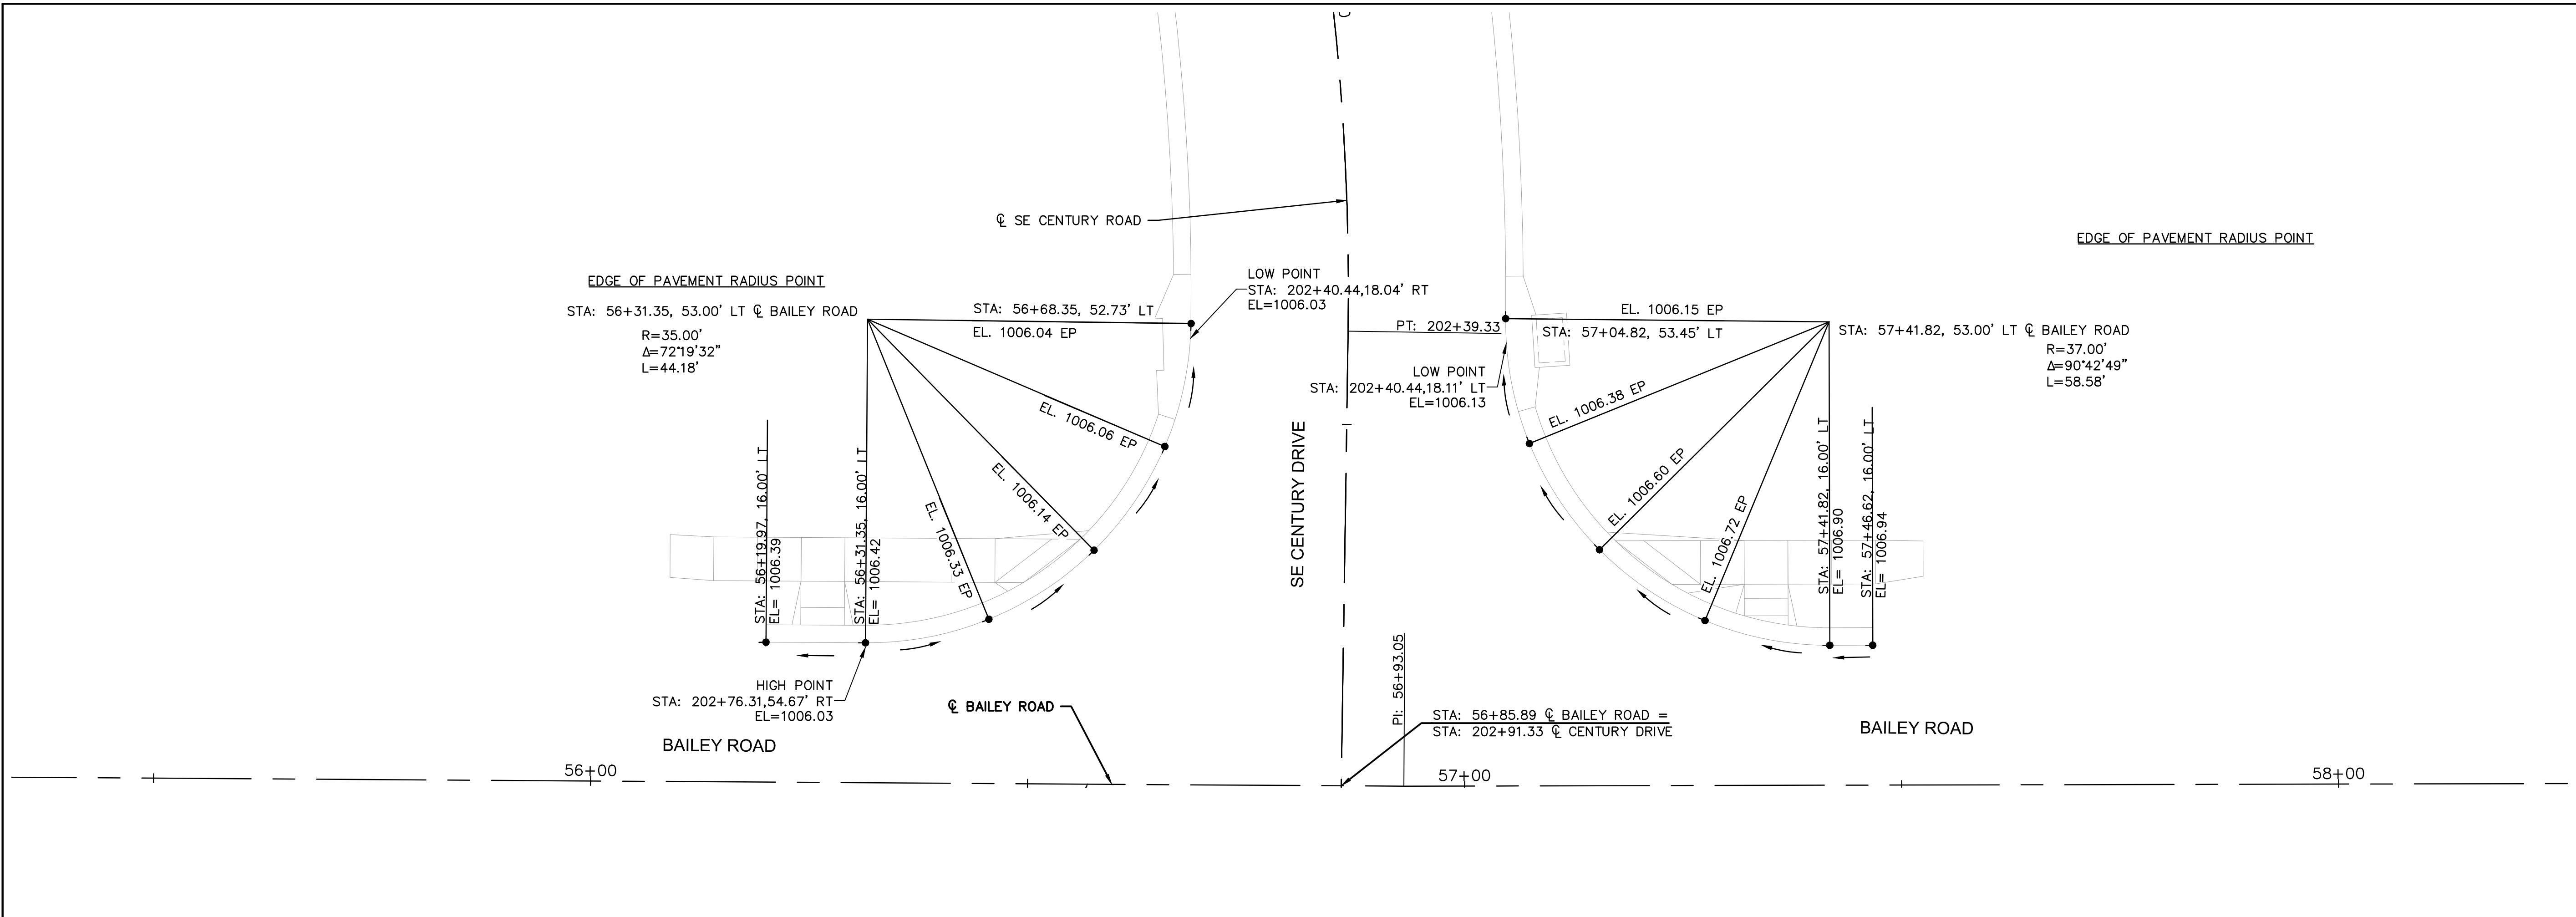 ℄ SE CENTURY ROAD
EDGE OF PAVEMENT RADIUS POINT
STA: 56+31.35, 53.00' LT ℄ BAILEY ROAD
R=35.00'
Δ=72°19'32"
L=44.18'
STA: 56+68.35, 52.73' LT
EL. 1006.04 EP
EL. 1006.06 EP
EL. 1006.14 EP
EL. 1006.33 EP
STA: 56+19.97, 16.00' LT
EL= 1006.39
STA: 56+31.35, 16.00' LT
EL= 1006.42
LOW POINT
STA: 202+40.44,18.04' RT
EL=1006.03
HIGH POINT
STA: 202+76.31,54.67' RT
EL=1006.03
BAILEY ROAD
℄ BAILEY ROAD
SE CENTURY DRIVE
PT: 202+39.33
LOW POINT
STA: 202+40.44,18.11' LT
EL=1006.13
EDGE OF PAVEMENT RADIUS POINT
STA: 57+41.82, 53.00' LT ℄ BAILEY ROAD
R=37.00'
Δ=90°42'49"
L=58.58'
EL. 1006.15 EP
STA: 57+04.82, 53.45' LT
EL. 1006.38 EP
EL. 1006.60 EP
EL. 1006.72 EP
STA: 57+41.82, 16.00' LT
EL= 1006.90
STA: 57+46.62, 16.00' LT
EL= 1006.94
PI: 56+93.05
STA: 56+85.89 ℄ BAILEY ROAD =
STA: 202+91.33 ℄ CENTURY DRIVE
BAILEY ROAD
56+00
57+00
58+00